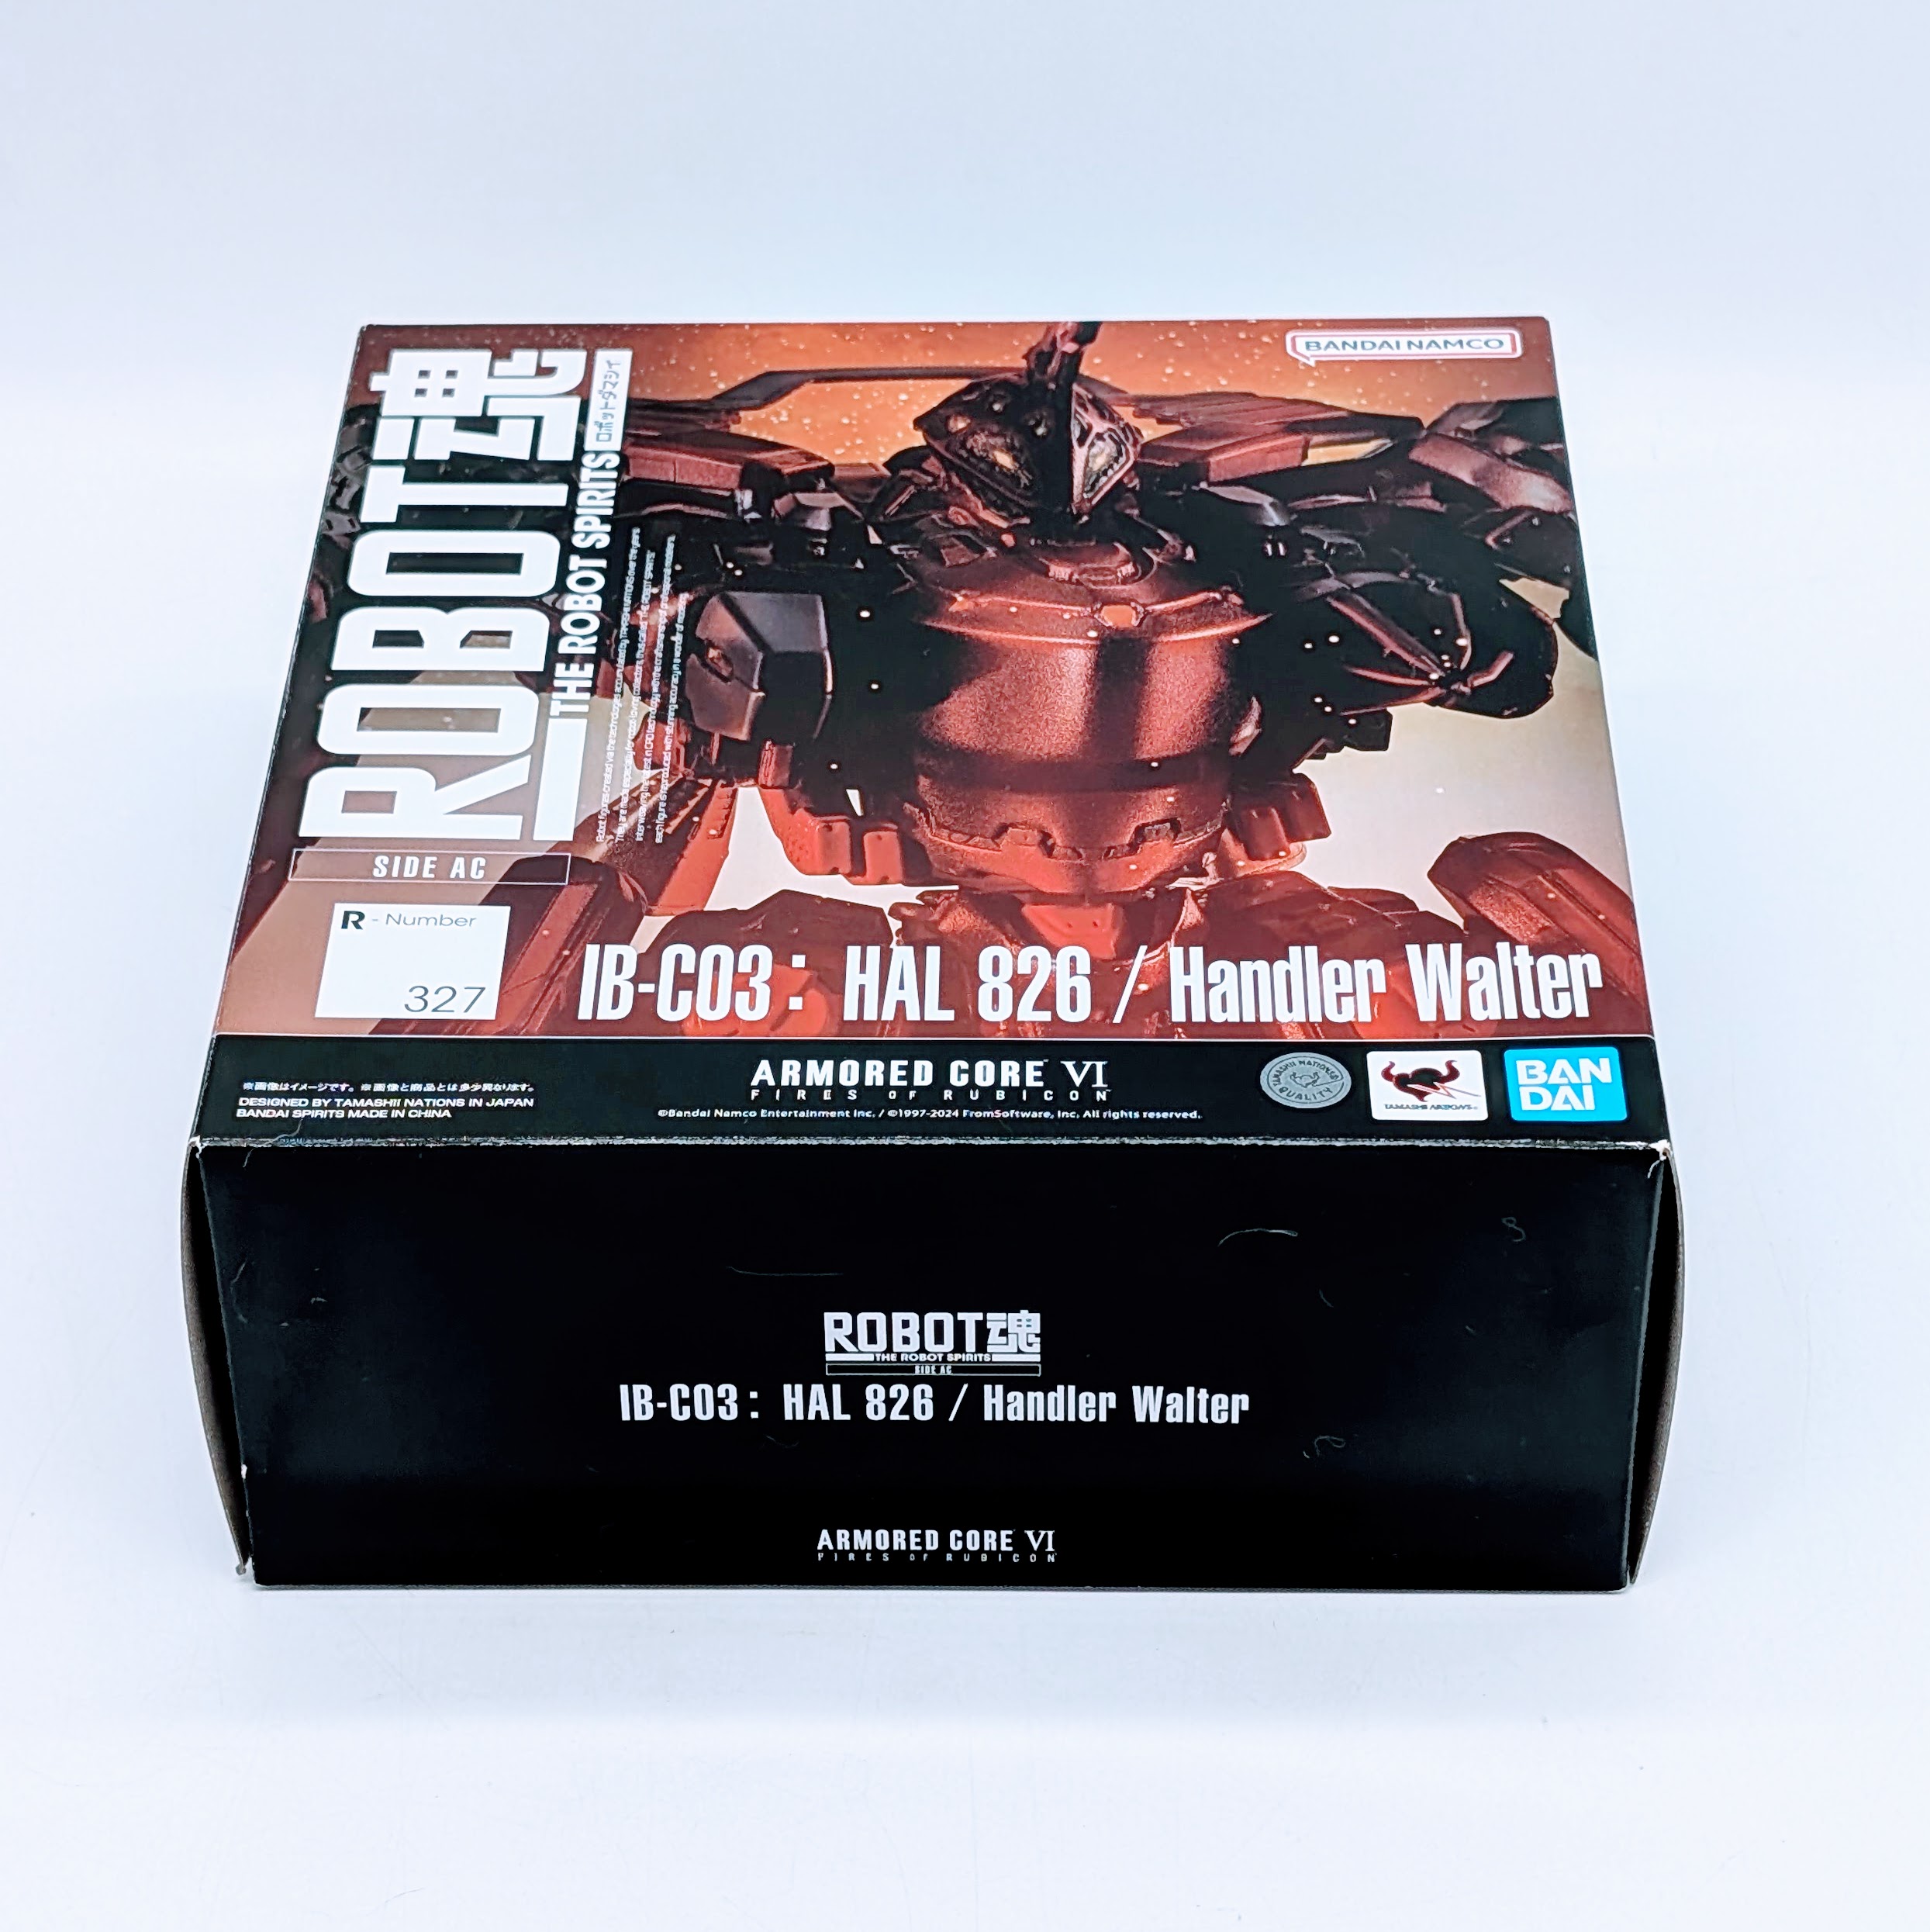 BANDAI NAMCO
ROBOT魂
ロボットダマシイ
THE ROBOT SPIRITS
SIDE AC
R - Number
327
IB-C03: HAL 826 / Handler Walter
ARMORED CORE VI
FIRES OF RUBICON
※画像はイメージです。※画像と商品とは多少異なります。
DESIGNED BY TAMASHII NATIONS IN JAPAN
BANDAI SPIRITS MADE IN CHINA
©Bandai Namco Entertainment Inc. / ©1997-2024 FromSoftware, Inc. All rights reserved.
TAMASHII NATIONS
QUALITY
TAMASHII NATIONS
BAN
DAI
ROBOT魂
THE ROBOT SPIRITS
SIDE AC
IB-C03: HAL 826 / Handler Walter
ARMORED CORE VI
FIRES OF RUBICON